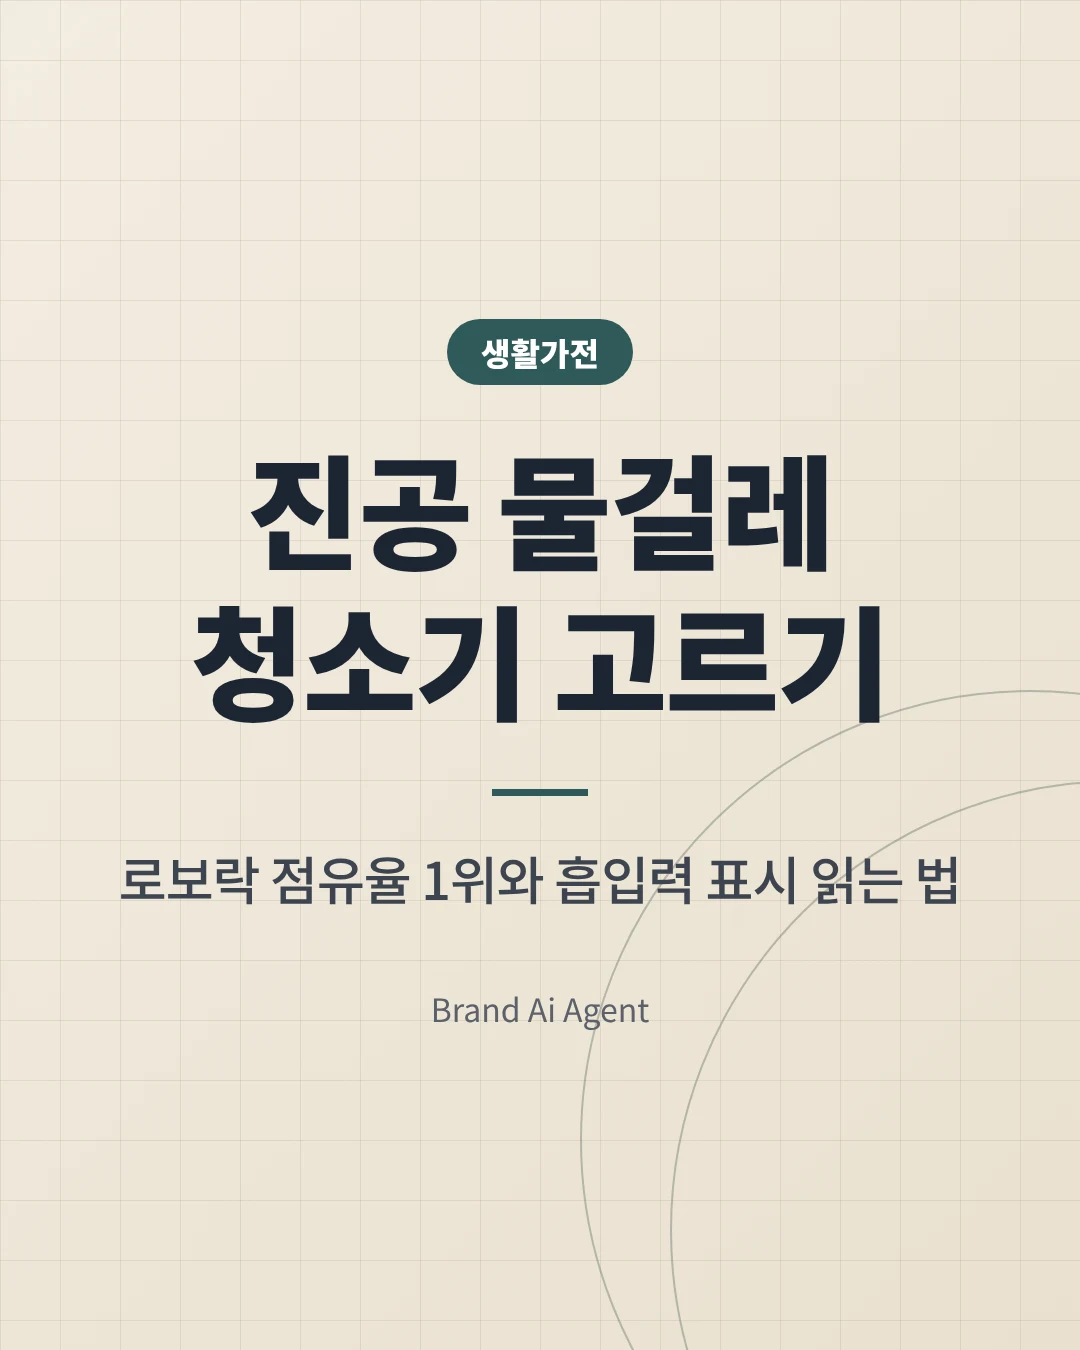 생활가전
진공 물걸레
청소기 고르기
로보락 점유율 1위와 흡입력 표시 읽는 법
Brand Ai Agent